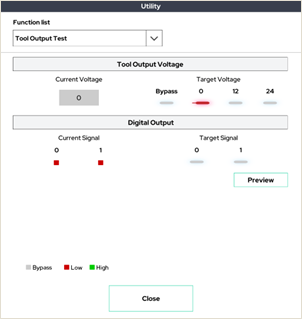 Utility
Function list
Tool Output Test
Tool Output Voltage
Current Voltage Target Voltage
0 Bypass 0 12 24
Digital Output
Current Signal Target Signal
0 1 0 1
Preview
Bypass Low High
Close